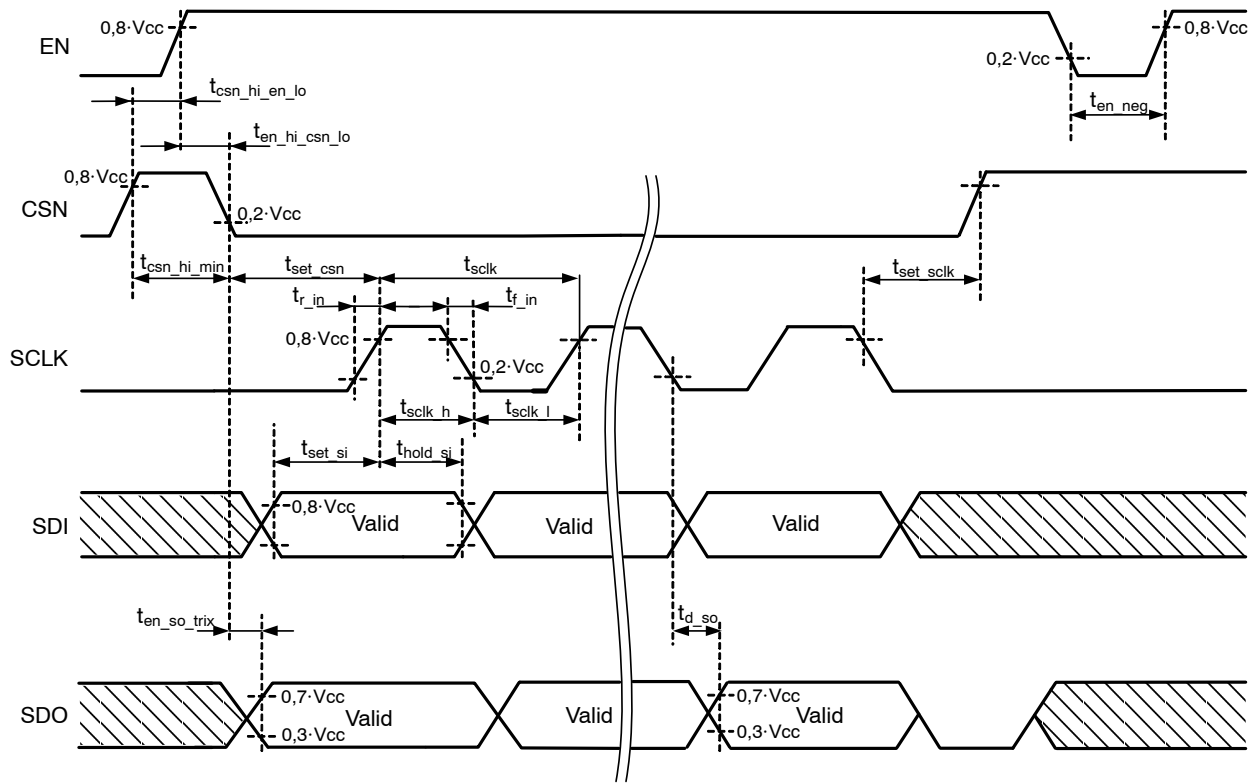 EN
0,8·Vcc
0,2·Vcc
0,8·Vcc
tcsn_hi_en_lo
ten_neg
ten_hi_csn_lo
0,8·Vcc
CSN
0,2·Vcc
tcsn_hi_min
tset_csn
tsclk
tset_sclk
tr_in
tf_in
0,8·Vcc
SCLK
0,2·Vcc
tsclk_h
tsclk_l
tset_si
thold_si
0,8·Vcc
SDI
Valid
Valid
Valid
ten_so_trix
td_so
0,7·Vcc
0,7·Vcc
SDO
Valid
Valid
Valid
0,3·Vcc
0,3·Vcc